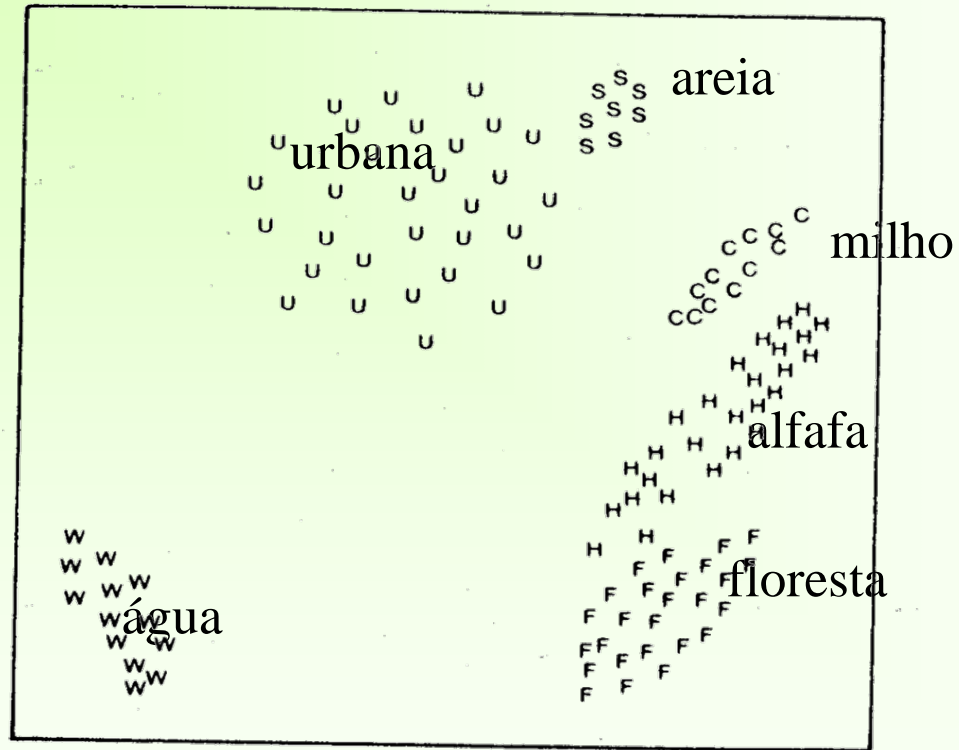 areia
urbana
milho
alfafa
floresta
água
S S S S S S S S
U U U U U U U U U U U U U U U U U U U U U U U U U U U U U
C C C C C C C C C C C C
H H H H H H H H H H H H H H H H H H H H H H H H H H
F F F F F F F F F F F F F F F F F F F F F F F F F
W W W W W W W W W W W W W